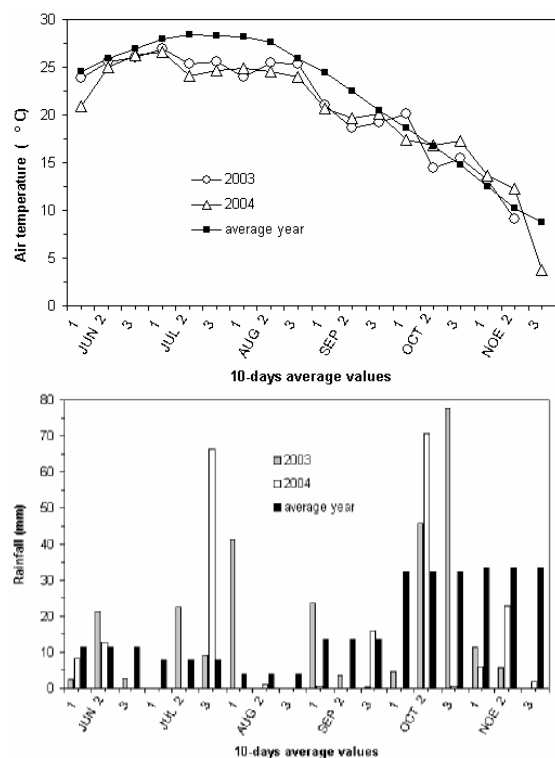 30
25
20
15
10
5
0
Air temperature ( °C)
2003
2004
average year
1 JUN 2 3 1 JUL 2 3 1 AUG 2 3 1 SEP 2 3 1 OCT 2 3 1 NOE 2 3
10-days average values
80
70
60
50
40
30
20
10
0
Rainfall (mm)
2003
2004
average year
1 JUN 2 3 1 JUL 2 3 1 AUG 2 3 1 SEP 2 3 1 OCT 2 3 1 NOE 2 3
10-days average values